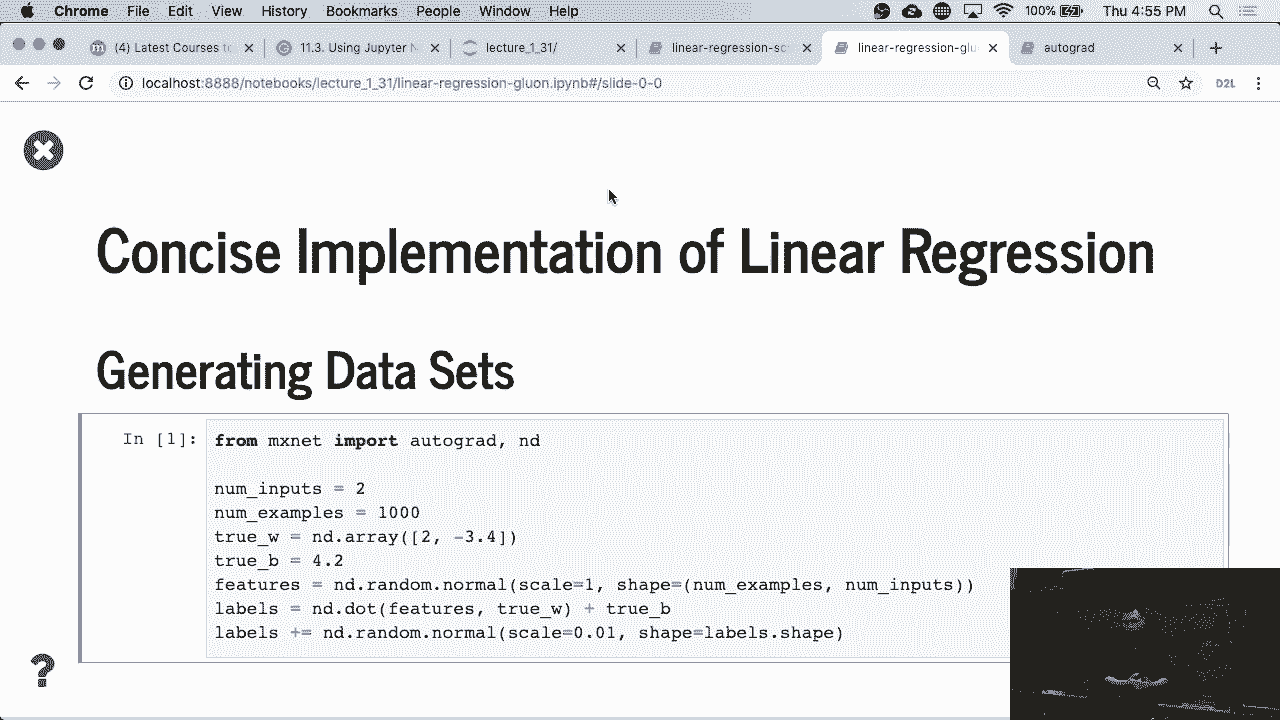 Chrome File Edit View History Bookmarks People Window Help 100% Thu 4:55 PM
(4) Latest Courses to 11.3. Using Jupyter N lecture_1_31/ linear-regression-sc linear-regression-glu autograd
localhost:8888/notebooks/lecture_1_31/linear-regression-gluon.ipynb#/slide-0-0 D2L
Concise Implementation of Linear Regression
Generating Data Sets
In [1]: from mxnet import autograd, nd
num_inputs = 2
num_examples = 1000
true_w = nd.array([2, -3.4])
true_b = 4.2
features = nd.random.normal(scale=1, shape=(num_examples, num_inputs))
labels = nd.dot(features, true_w) + true_b
labels += nd.random.normal(scale=0.01, shape=labels.shape)
?